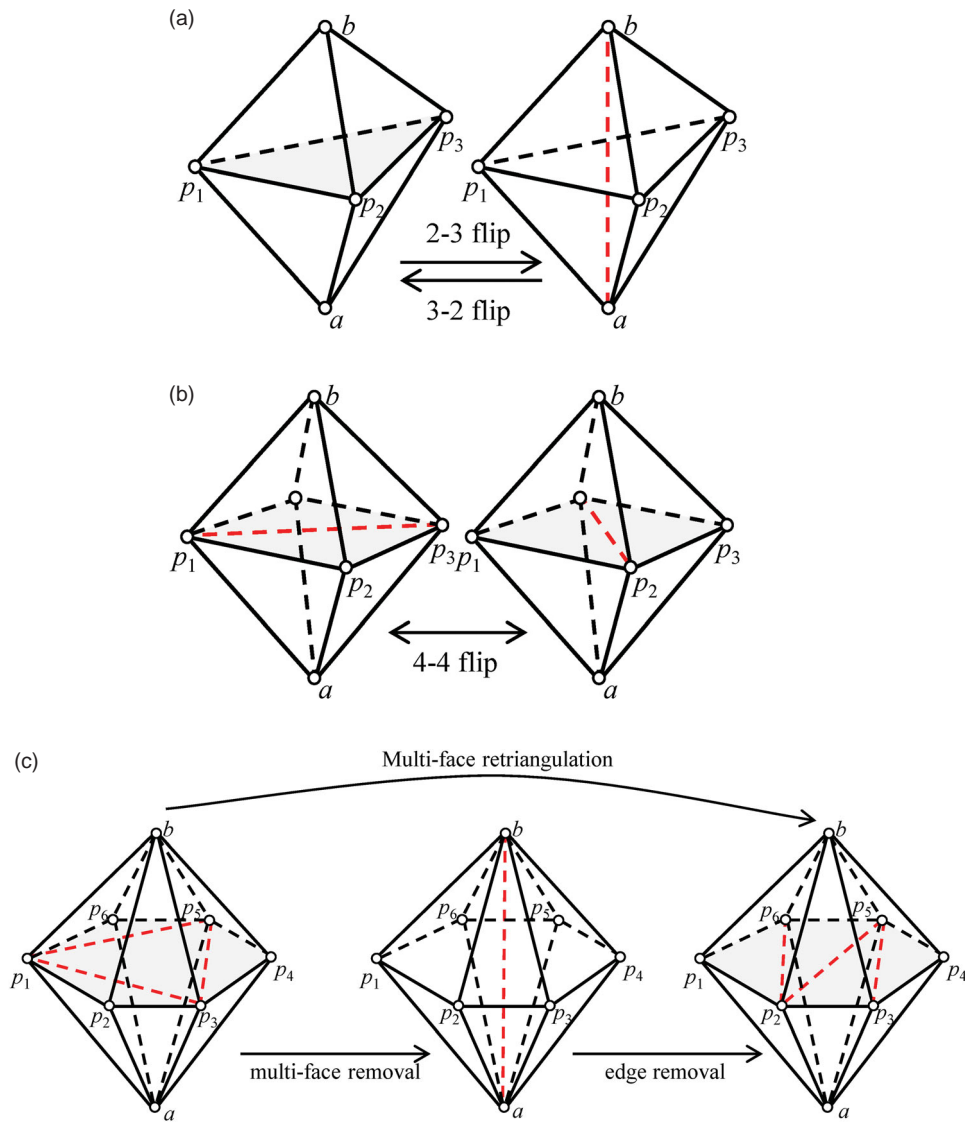 (a)
b
b
p3
p3
p1
p1
p2
p2
2-3 flip
3-2 flip
a
a
(b)
b
b
p1
p3
p1
p3
p2
p2
4-4 flip
a
a
(c)
Multi-face retriangulation
b
b
b
p6
p5
p6
p5
p6
p5
p1
p4
p1
p4
p1
p4
p2
p3
p2
p3
p2
p3
multi-face removal
edge removal
a
a
a